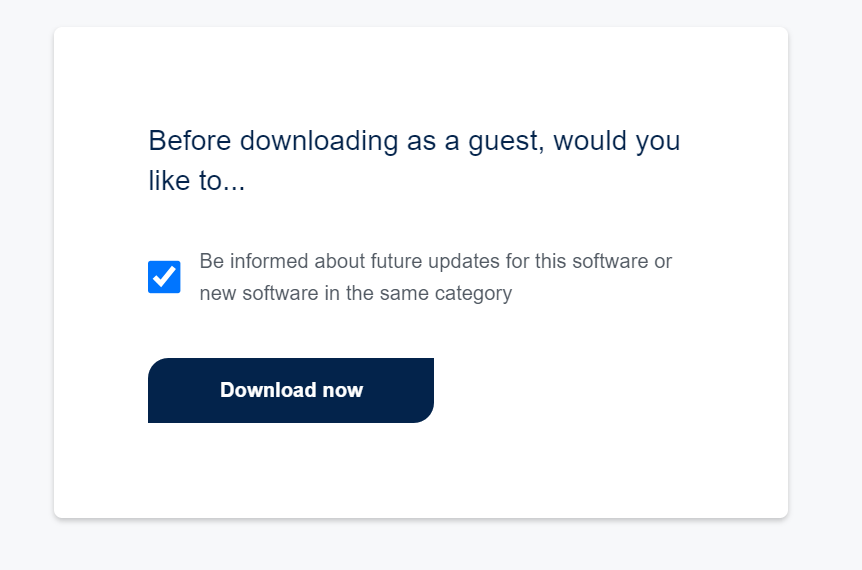 Before downloading as a guest, would you
like to...
Be informed about future updates for this software or
new software in the same category
Download now